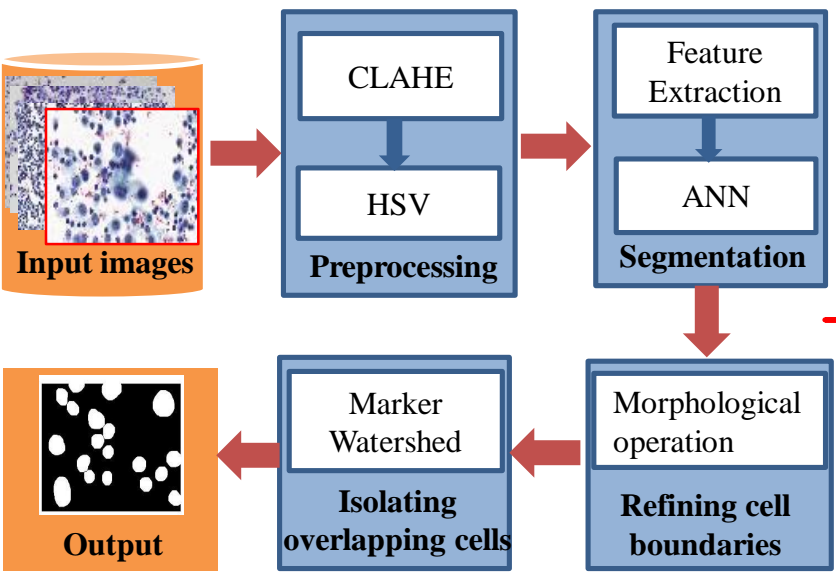 CLAHE
HSV
Preprocessing
Feature
Extraction
ANN
Segmentation
Input images
Marker
Watershed
Isolating
overlapping cells
Morphological
operation
Refining cell
boundaries
Output